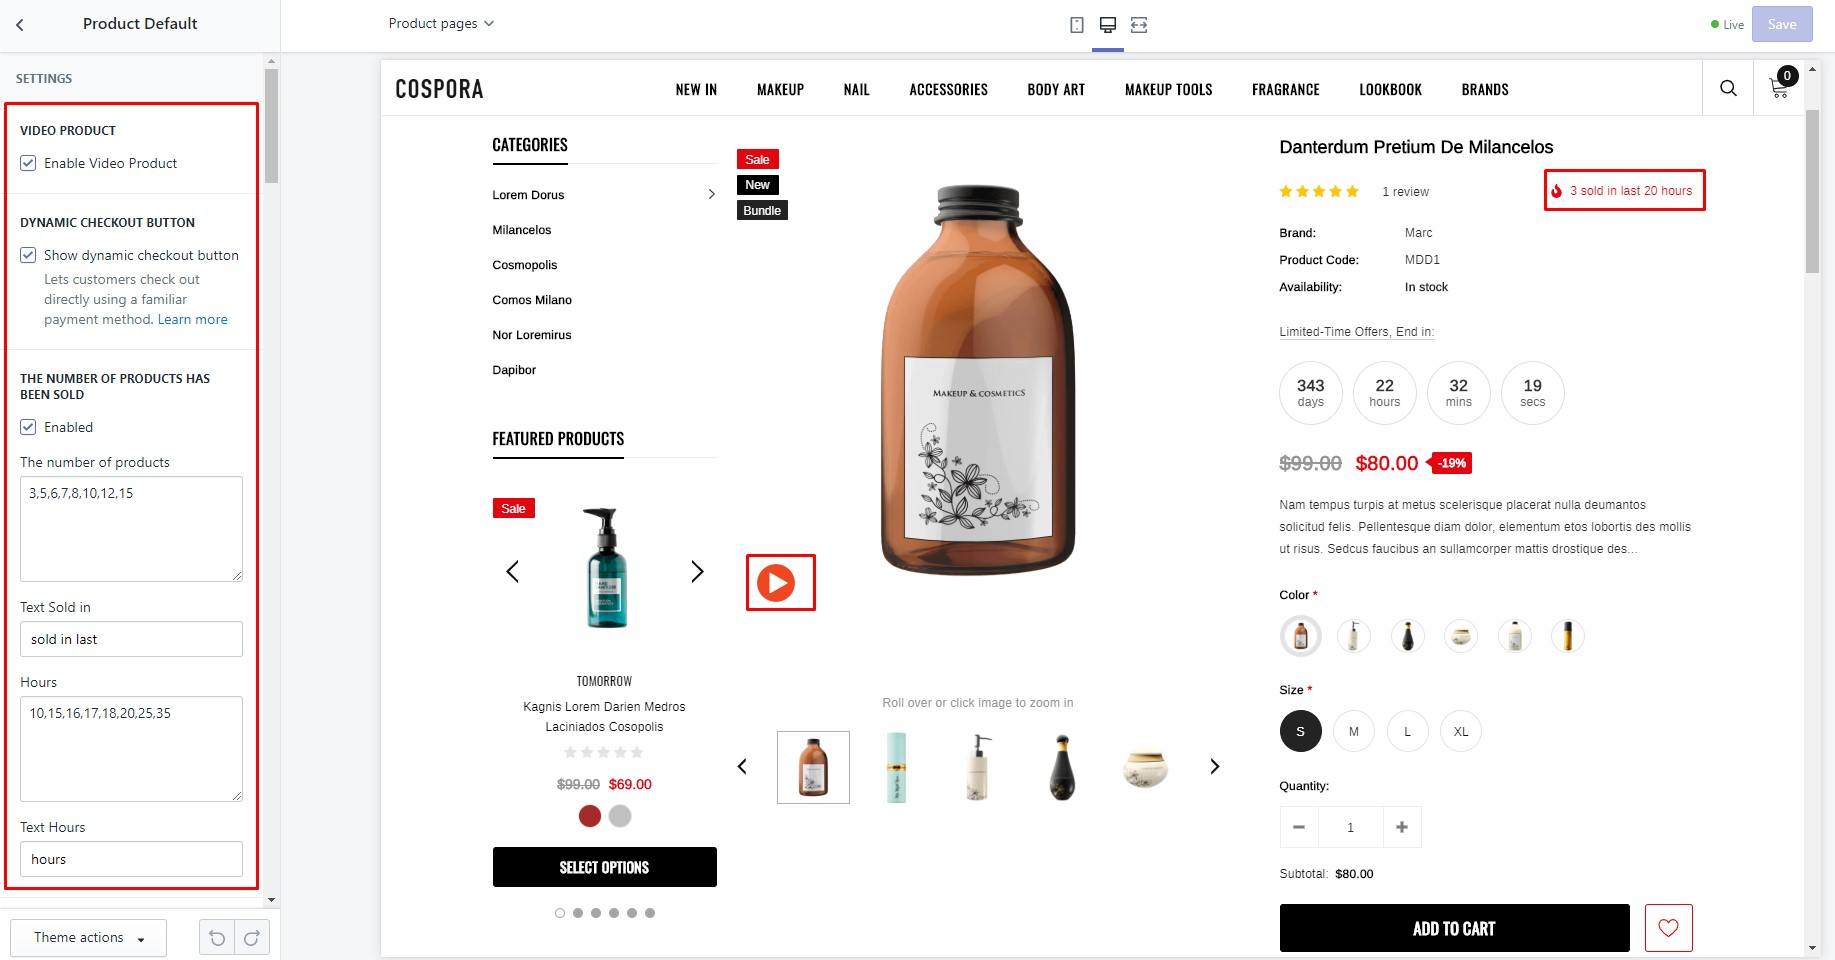 Product Default
Product pages
Live
Save
SETTINGS
VIDEO PRODUCT
Enable Video Product
DYNAMIC CHECKOUT BUTTON
Show dynamic checkout button
Lets customers check out
directly using a familiar
payment method. Learn more
THE NUMBER OF PRODUCTS HAS
BEEN SOLD
Enabled
The number of products
3,5,6,7,8,10,12,15
Text Sold in
sold in last
Hours
10,15,16,17,18,20,25,35
Text Hours
hours
Theme actions
COSPORA
NEW IN
MAKEUP
NAIL
ACCESSORIES
BODY ART
MAKEUP TOOLS
FRAGRANCE
LOOKBOOK
BRANDS
0
CATEGORIES
Lorem Dorus
Milancelos
Cosmopolis
Comos Milano
Nor Loremirus
Dapibor
FEATURED PRODUCTS
Sale
TOMORROW
Kagnis Lorem Darien Medros
Laciniados Cosopolis
$99.00 $69.00
SELECT OPTIONS
Sale
New
Bundle
MAKEUP & COSMETICS
Roll over or click image to zoom in
Danterdum Pretium De Milancelos
1 review
3 sold in last 20 hours
Brand: Marc
Product Code: MDD1
Availability: In stock
Limited-Time Offers, End in:
343 days
22 hours
32 mins
19 secs
$99.00 $80.00 -19%
Nam tempus turpis at metus scelerisque placerat nulla deumantos
solicitud felis. Pellentesque diam dolor, elementum etos lobortis des mollis
ut risus. Sedcus faucibus an sullamcorper mattis drostique des...
Color *
Size *
S
M
L
XL
Quantity:
1
Subtotal: $80.00
ADD TO CART